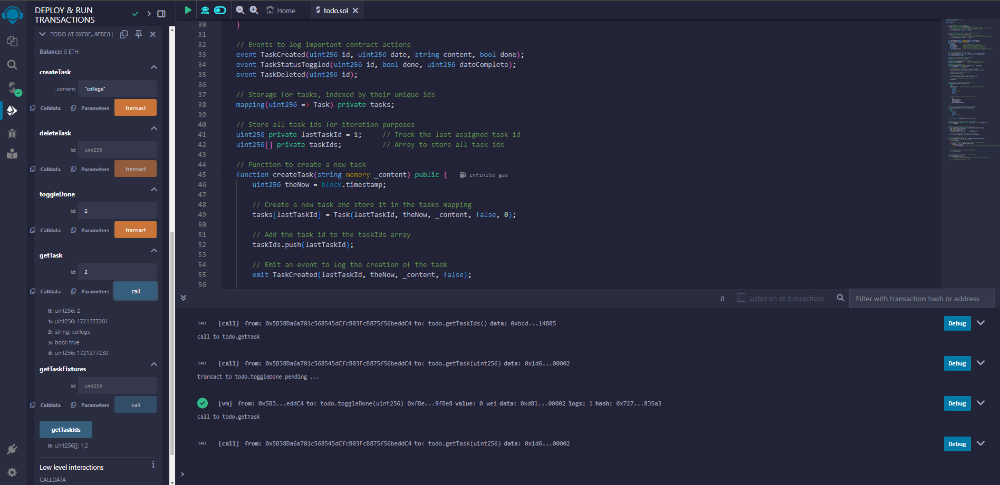 DEPLOY & RUN
TRANSACTIONS
TODO AT 0XF8E...9FBE8 (
Balance: 0 ETH
createTask
_content: "college"
Calldata Parameters transact
deleteTask
id: uint256
Calldata Parameters transact
toggleDone
id: 2
Calldata Parameters transact
getTask
id: 2
Calldata Parameters call
0: uint256: 2
1: uint256: 1721277201
2: string: college
3: bool: true
4: uint256: 1721277230
getTaskFixtures
id: uint256
Calldata Parameters call
getTaskIds
0: uint256[]: 1,2
Low level interactions
i
CALLDATA
Home
todo.sol
30 }
31
32 // Events to log important contract actions
33 event TaskCreated(uint256 id, uint256 date, string content, bool done);
34 event TaskStatusToggled(uint256 id, bool done, uint256 dateComplete);
35 event TaskDeleted(uint256 id);
36
37 // Storage for tasks, indexed by their unique ids
38 mapping(uint256 => Task) private tasks;
39
40 // Store all task ids for iteration purposes
41 uint256 private lastTaskId = 1; // Track the last assigned task id
42 uint256[] private taskIds; // Array to store all task ids
43
44 // Function to create a new task
45 function createTask(string memory _content) public { infinite gas
46 uint256 theNow = block.timestamp;
47
48 // Create a new task and store it in the tasks mapping
49 tasks[lastTaskId] = Task(lastTaskId, theNow, _content, false, 0);
50
51 // Add the task id to the taskIds array
52 taskIds.push(lastTaskId);
53
54 // Emit an event to log the creation of the task
55 emit TaskCreated(lastTaskId, theNow, _content, false);
56
0 Listen on all transactions Filter with transaction hash or address
CALL [call] from: 0x5B38Da6a701c568545dCfcB03FcB875f56beddC4 to: todo.getTaskIds() data: 0xbcd...14805 Debug
call to todo.getTask
CALL [call] from: 0x5B38Da6a701c568545dCfcB03FcB875f56beddC4 to: todo.getTask(uint256) data: 0x1d6...00002 Debug
transact to todo.toggleDone pending ...
[vm] from: 0x5B3...eddC4 to: todo.toggleDone(uint256) 0xf8e...9fBe8 value: 0 wei data: 0xd81...00002 logs: 1 hash: 0x727...835a3 Debug
call to todo.getTask
CALL [call] from: 0x5B38Da6a701c568545dCfcB03FcB875f56beddC4 to: todo.getTask(uint256) data: 0x1d6...00002 Debug
>